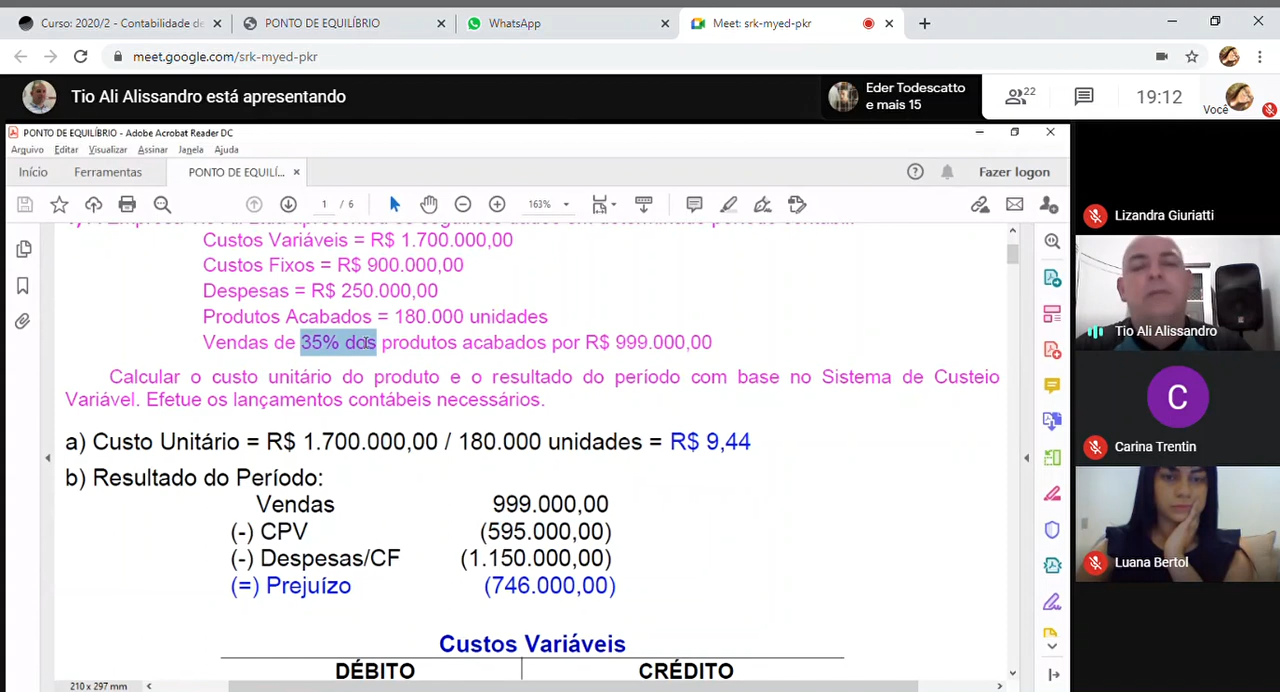 Curso: 2020/2 - Contabilidade de
PONTO DE EQUILÍBRIO
WhatsApp
Meet: srk-myed-pkr
meet.google.com/srk-myed-pkr
Tio Ali Alissandro está apresentando
Eder Todescatto
e mais 15
22
19:12
Você
PONTO DE EQUILÍBRIO - Adobe Acrobat Reader DC
Arquivo Editar Visualizar Assinar Janela Ajuda
Início Ferramentas PONTO DE EQUILÍ... Fazer logon
1 / 6 163%
Custos Variáveis = R$ 1.700.000,00
Custos Fixos = R$ 900.000,00
Despesas = R$ 250.000,00
Produtos Acabados = 180.000 unidades
Vendas de 35% dos produtos acabados por R$ 999.000,00
Calcular o custo unitário do produto e o resultado do período com base no Sistema de Custeio
Variável. Efetue os lançamentos contábeis necessários.
a) Custo Unitário = R$ 1.700.000,00 / 180.000 unidades = R$ 9,44
b) Resultado do Período:
Vendas 999.000,00
(-) CPV (595.000,00)
(-) Despesas/CF (1.150.000,00)
(=) Prejuízo (746.000,00)
Custos Variáveis
DÉBITO CRÉDITO
210 x 297 mm
Lizandra Giuriatti
Tio Ali Alissandro
C
Carina Trentin
Luana Bertol